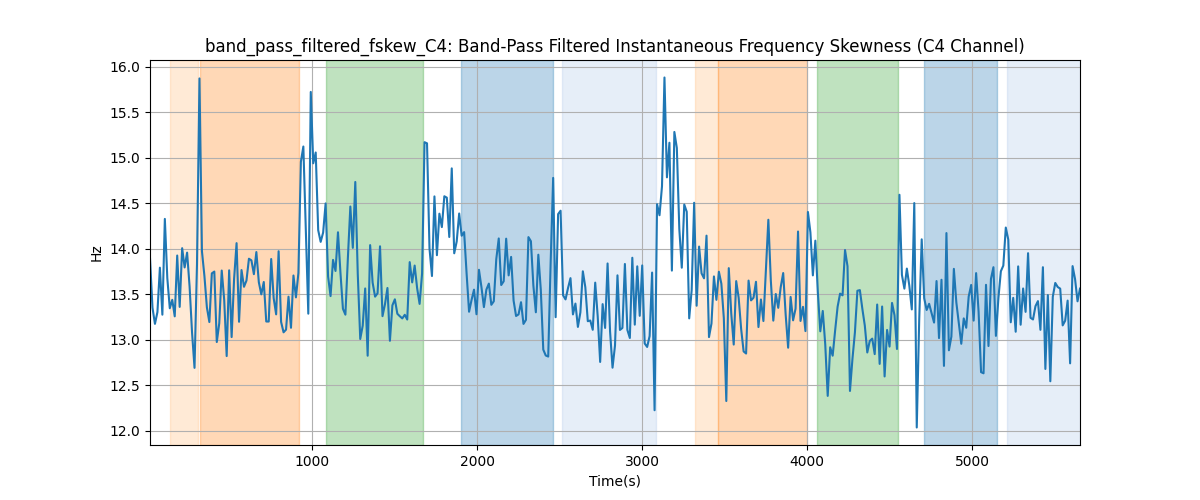 band_pass_filtered_fskew_C4: Band-Pass Filtered Instantaneous Frequency Skewness (C4 Channel)
16.0
15.5
15.0
14.5
14.0
13.5
13.0
12.5
12.0
Hz
1000 2000 3000 4000 5000
Time(s)